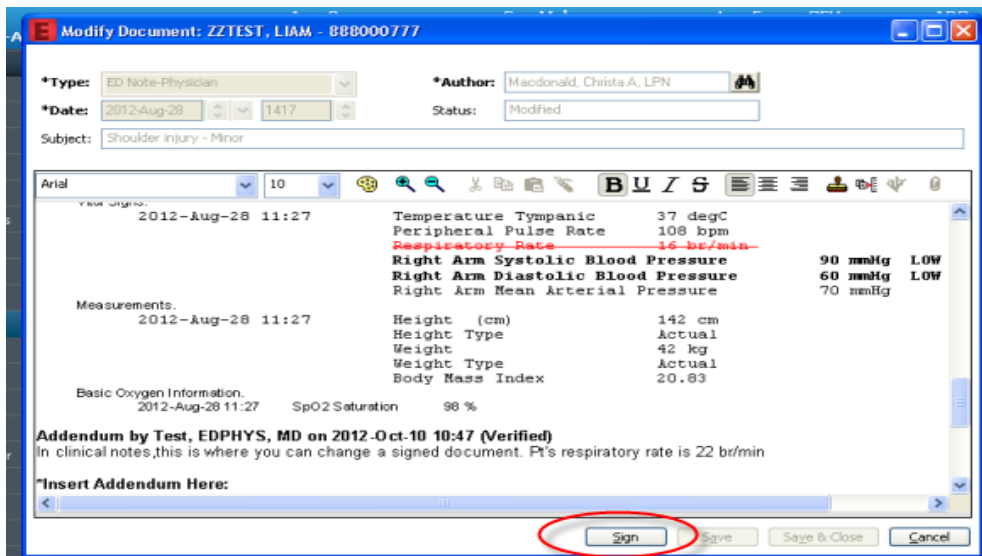 Modify Document: ZZTEST, LIAM - 888000777
*Type: ED Note-Physician *Author: Macdonald, Christa A, LPN
*Date: 2012-Aug-28 1417 Status: Modified
Subject: Shoulder injury - Minor
Arial 10 B U I S
Vital Signs.
2012-Aug-28 11:27 Temperature Tympanic 37 degC
Peripheral Pulse Rate 108 bpm
Respiratory Rate 16 br/min
Right Arm Systolic Blood Pressure 90 mmHg LOW
Right Arm Diastolic Blood Pressure 60 mmHg LOW
Right Arm Mean Arterial Pressure 70 mmHg
Measurements.
2012-Aug-28 11:27 Height (cm) 142 cm
Height Type Actual
Weight 42 kg
Weight Type Actual
Body Mass Index 20.83
Basic Oxygen Information.
2012-Aug-28 11:27 SpO2 Saturation 98 %
Addendum by Test, EDPHYS, MD on 2012-Oct-10 10:47 (Verified)
In clinical notes,this is where you can change a signed document. Pt's respiratory rate is 22 br/min
*Insert Addendum Here:
Sign Save Save & Close Cancel